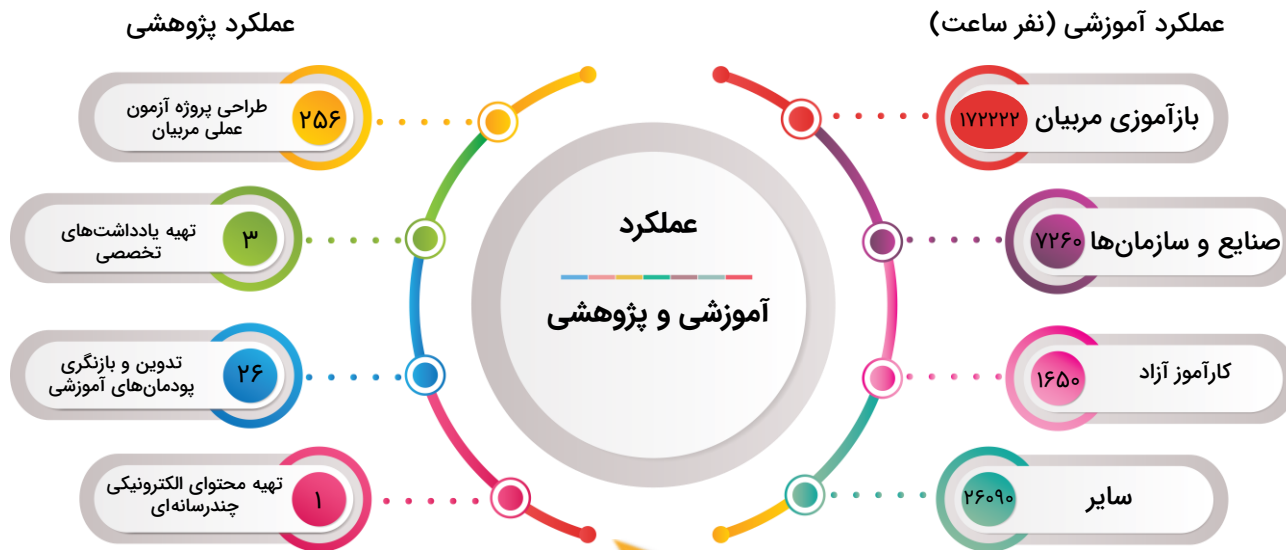 عملکرد آموزشی (نفر ساعت)
بازآموزی مربیان
۱۷۲۲۲۲
صنایع و سازمان‌ها
۷۲۶۰
کارآموز آزاد
۱۶۵۰
سایر
۲۶۰۹۰
عملکرد
آموزشی و پژوهشی
عملکرد پژوهشی
طراحی پروژه آزمون
عملی مربیان
۲۵۶
تهیه یادداشت‌های
تخصصی
۳
تدوین و بازنگری
پودمان‌های آموزشی
۲۶
تهیه محتوای الکترونیکی
چندرسانه‌ای
۱